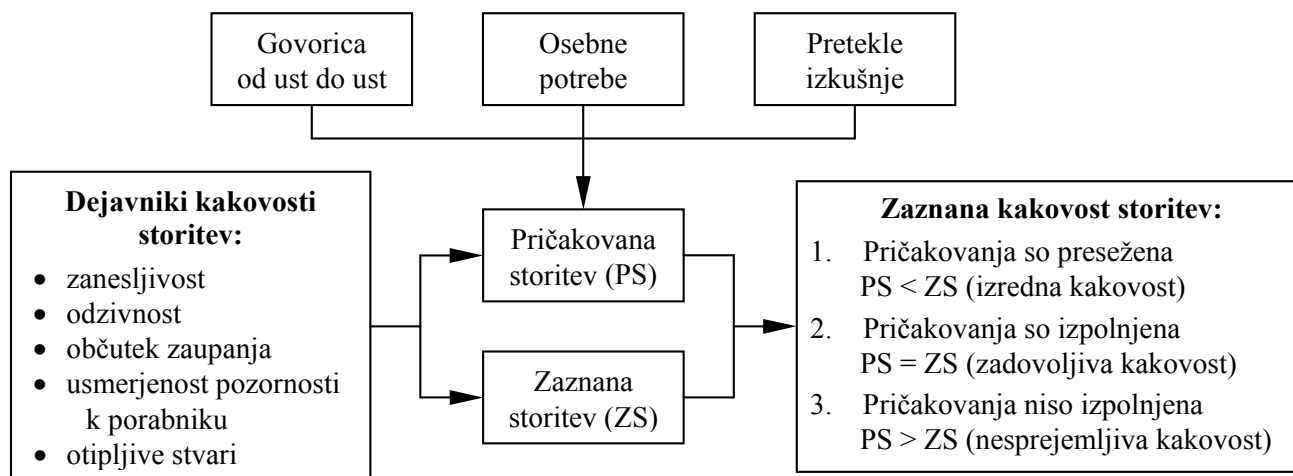 Govorica
od ust do ust
Osebne
potrebe
Pretekle
izkušnje
Dejavniki kakovosti
storitev:
• zanesljivost
• odzivnost
• občutek zaupanja
• usmerjenost pozornosti
k porabniku
• otipljive stvari
Pričakovana
storitev (PS)
Zaznana
storitev (ZS)
Zaznana kakovost storitev:
1. Pričakovanja so presežena
PS < ZS (izredna kakovost)
2. Pričakovanja so izpolnjena
PS = ZS (zadovoljiva kakovost)
3. Pričakovanja niso izpolnjena
PS > ZS (nesprejemljiva kakovost)